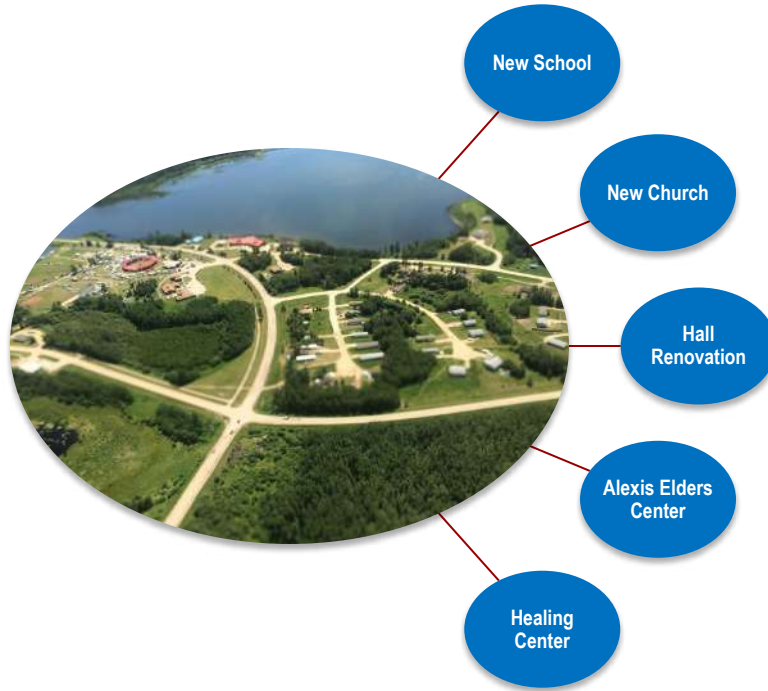 New School
New Church
Hall
Renovation
Alexis Elders
Center
Healing
Center